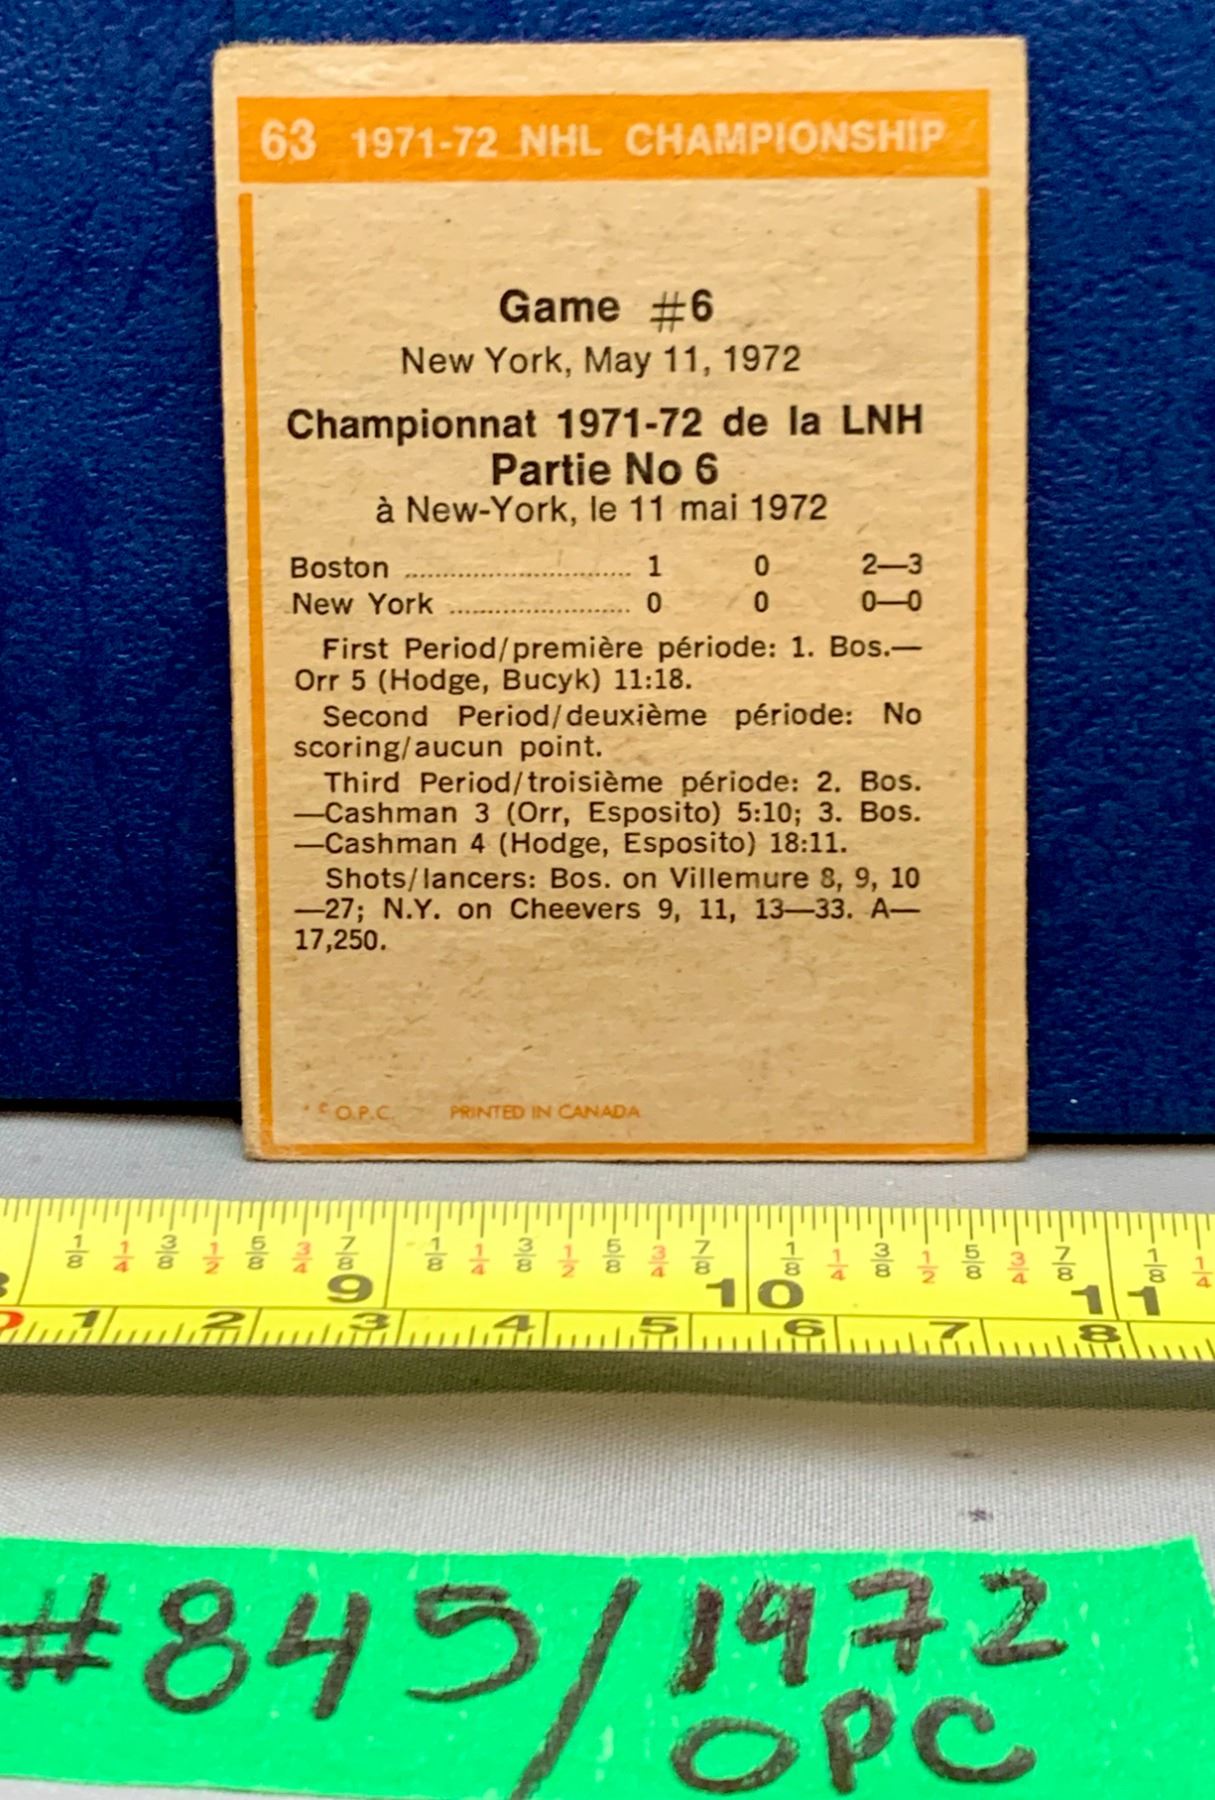 63 1971-72 NHL CHAMPIONSHIP
Game #6
New York, May 11, 1972
Championnat 1971-72 de la LNH
Partie No 6
à New-York, le 11 mai 1972
Boston .............................. 1 0 2—3
New York ........................ 0 0 0—0
First Period/première période: 1. Bos.—
Orr 5 (Hodge, Bucyk) 11:18.
Second Period/deuxième période: No
scoring/aucun point.
Third Period/troisième période: 2. Bos.
—Cashman 3 (Orr, Esposito) 5:10; 3. Bos.
—Cashman 4 (Hodge, Esposito) 18:11.
Shots/lancers: Bos. on Villemure 8, 9, 10
—27; N.Y. on Cheevers 9, 11, 13—33. A—
17,250.
© O.P.C. PRINTED IN CANADA
1/8 1/4 3/8 1/2 5/8 3/4 7/8 9 1/8 1/4 3/8 1/2 5/8 3/4 7/8 10 1/8 1/4 3/8 1/2 5/8 3/4 7/8 11 1/8 1/4
1 2 3 4 5 6 7 8
#845/1972
OPC